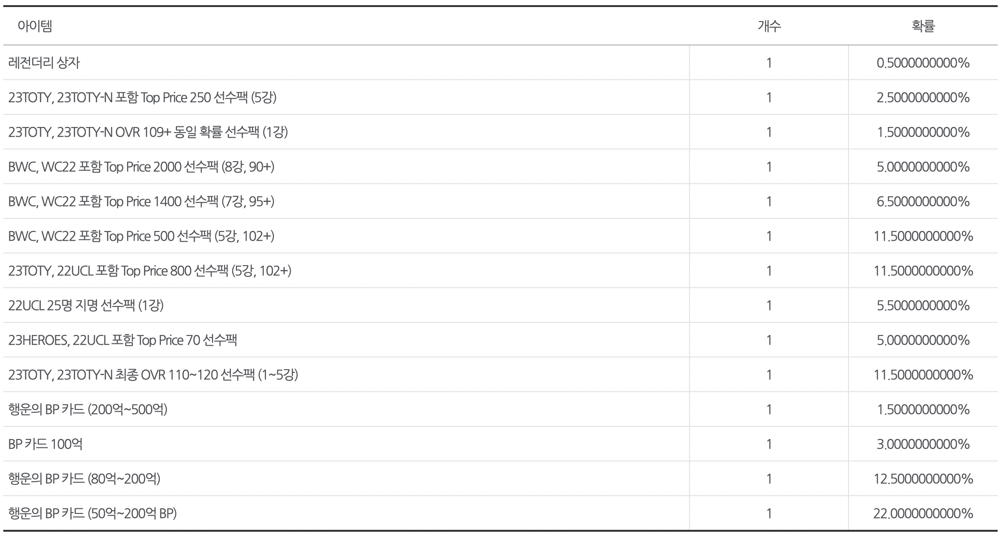 아이템 개수 확률
레전더리 상자 1 0.5000000000%
23TOTY, 23TOTY-N 포함 Top Price 250 선수팩 (5강) 1 2.5000000000%
23TOTY, 23TOTY-N OVR 109+ 동일 확률 선수팩 (1강) 1 1.5000000000%
BWC, WC22 포함 Top Price 2000 선수팩 (8강, 90+) 1 5.0000000000%
BWC, WC22 포함 Top Price 1400 선수팩 (7강, 95+) 1 6.5000000000%
BWC, WC22 포함 Top Price 500 선수팩 (5강, 102+) 1 11.5000000000%
23TOTY, 22UCL 포함 Top Price 800 선수팩 (5강, 102+) 1 11.5000000000%
22UCL 25명 지명 선수팩 (1강) 1 5.5000000000%
23HEROES, 22UCL 포함 Top Price 70 선수팩 1 5.0000000000%
23TOTY, 23TOTY-N 최종 OVR 110~120 선수팩 (1~5강) 1 11.5000000000%
행운의 BP 카드 (200억~500억) 1 1.5000000000%
BP 카드 100억 1 3.0000000000%
행운의 BP 카드 (80억~200억) 1 12.5000000000%
행운의 BP 카드 (50억~200억 BP) 1 22.0000000000%